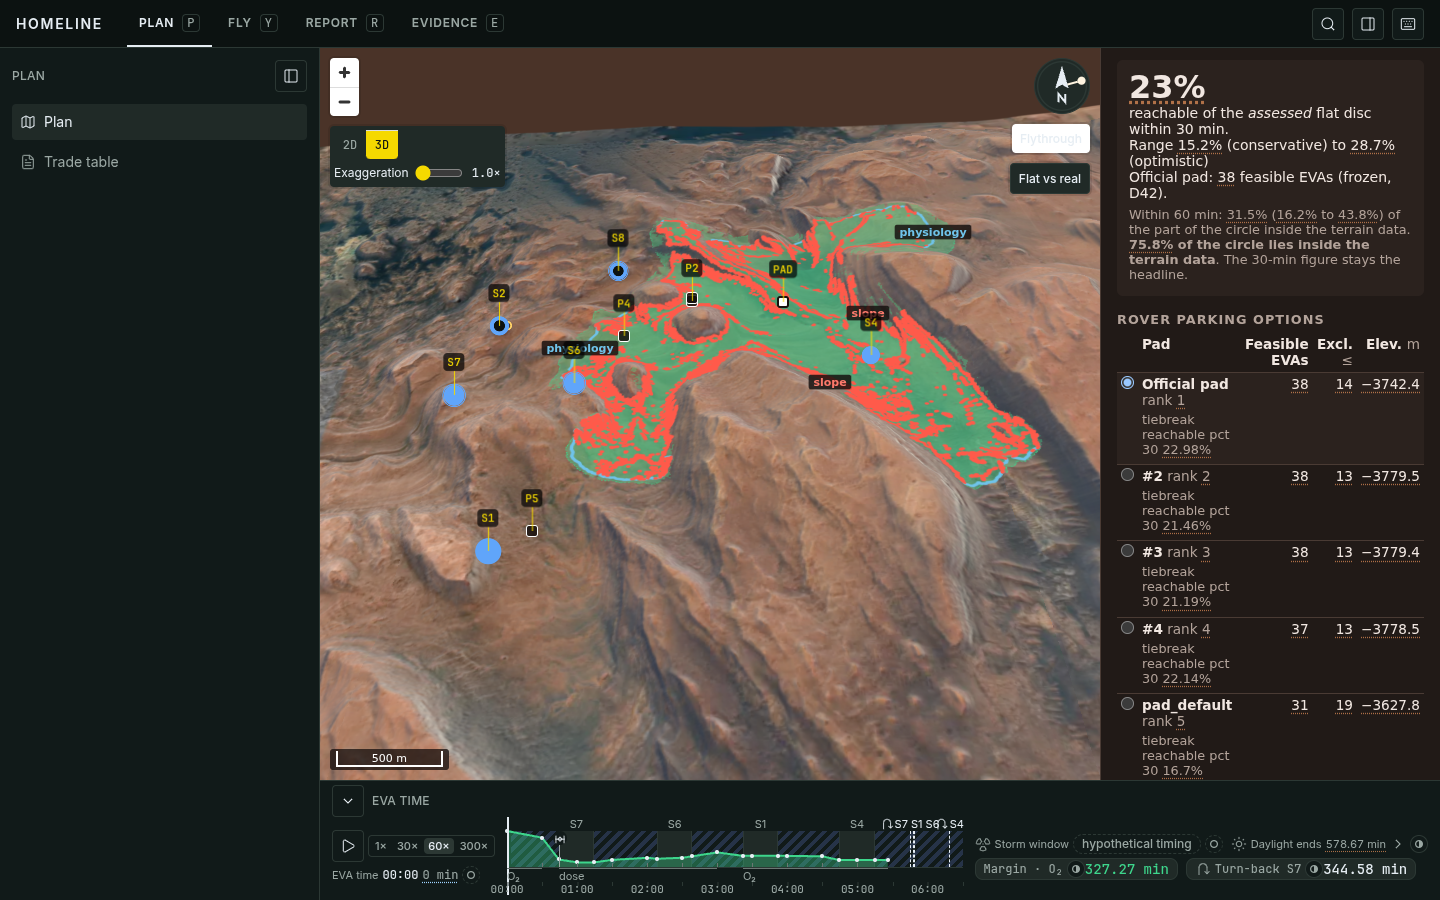 HOMELINE
PLAN P
FLY Y
REPORT R
EVIDENCE E
PLAN
Plan
Trade table
+
−
2D 3D
Exaggeration 1.0×
N
Flythrough
Flat vs real
S8
P2
PAD
physiology
S2
P4
slope
S4
physiology
S6
S7
slope
P5
S1
500 m
23%
reachable of the assessed flat disc
within 30 min.
Range 15.2% (conservative) to 28.7%
(optimistic)
Official pad: 38 feasible EVAs (frozen,
D42).
Within 60 min: 31.5% (16.2% to 43.8%) of
the part of the circle inside the terrain data.
75.8% of the circle lies inside the
terrain data. The 30-min figure stays the
headline.
ROVER PARKING OPTIONS
Pad Feasible EVAs Excl. ≤ Elev. m
Official pad 38 14 −3742.4
rank 1
tiebreak
reachable pct
30 22.98%
#2 rank 2 38 13 −3779.5
tiebreak
reachable pct
30 21.46%
#3 rank 3 38 13 −3779.4
tiebreak
reachable pct
30 21.19%
#4 rank 4 37 13 −3778.5
tiebreak
reachable pct
30 22.14%
pad_default 31 19 −3627.8
rank 5
tiebreak
reachable pct
30 16.7%
EVA TIME
1× 30× 60× 300×
EVA time 00:00 0 min
S7 S6 S1 S4 S7 S1 S6 S4
O₂ dose O₂
00:00 01:00 02:00 03:00 04:00 05:00 06:00
Storm window hypothetical timing
Daylight ends 578.67 min
Margin · O₂ 327.27 min
Turn-back S7 344.58 min